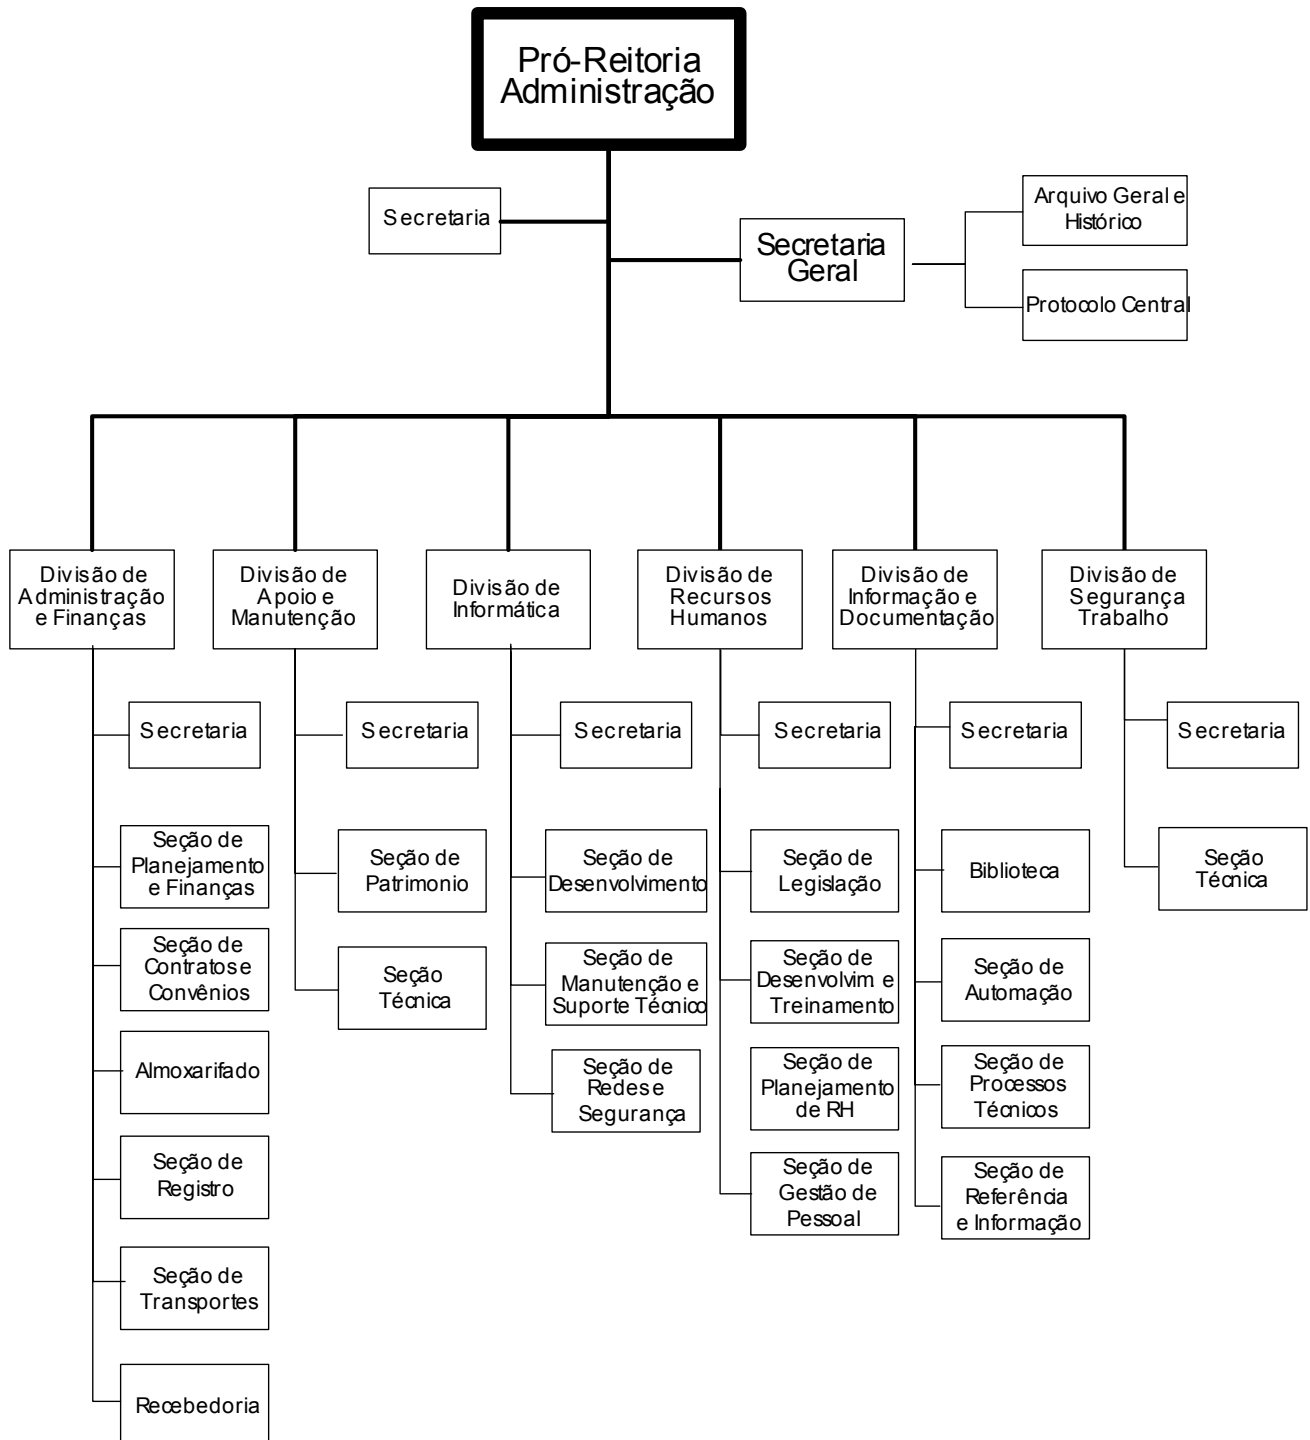 Pró-Reitoria
Administração
Secretaria
Secretaria
Geral
Arquivo Geral e
Histórico
Protocolo Central
Divisão de
Administração
e Finanças
Divisão de
Apoio e
Manutenção
Divisão de
Informática
Divisão de
Recursos
Humanos
Divisão de
Informação e
Documentação
Divisão de
Segurança
Trabalho
Secretaria
Secretaria
Secretaria
Secretaria
Secretaria
Secretaria
Seção de
Planejamento
e Finanças
Seção de
Patrimonio
Seção de
Desenvolvimento
Seção de
Legislação
Biblioteca
Seção
Técnica
Seção de
Contratos e
Convênios
Seção
Técnica
Seção de
Manutenção e
Suporte Técnico
Seção de
Desenvolvim e
Treinamento
Seção de
Automação
Almoxarifado
Seção de
Redes e
Segurança
Seção de
Planejamento
de RH
Seção de
Processos
Técnicos
Seção de
Registro
Seção de
Gestão de
Pessoal
Seção de
Referência
e Informação
Seção de
Transportes
Recebedoria